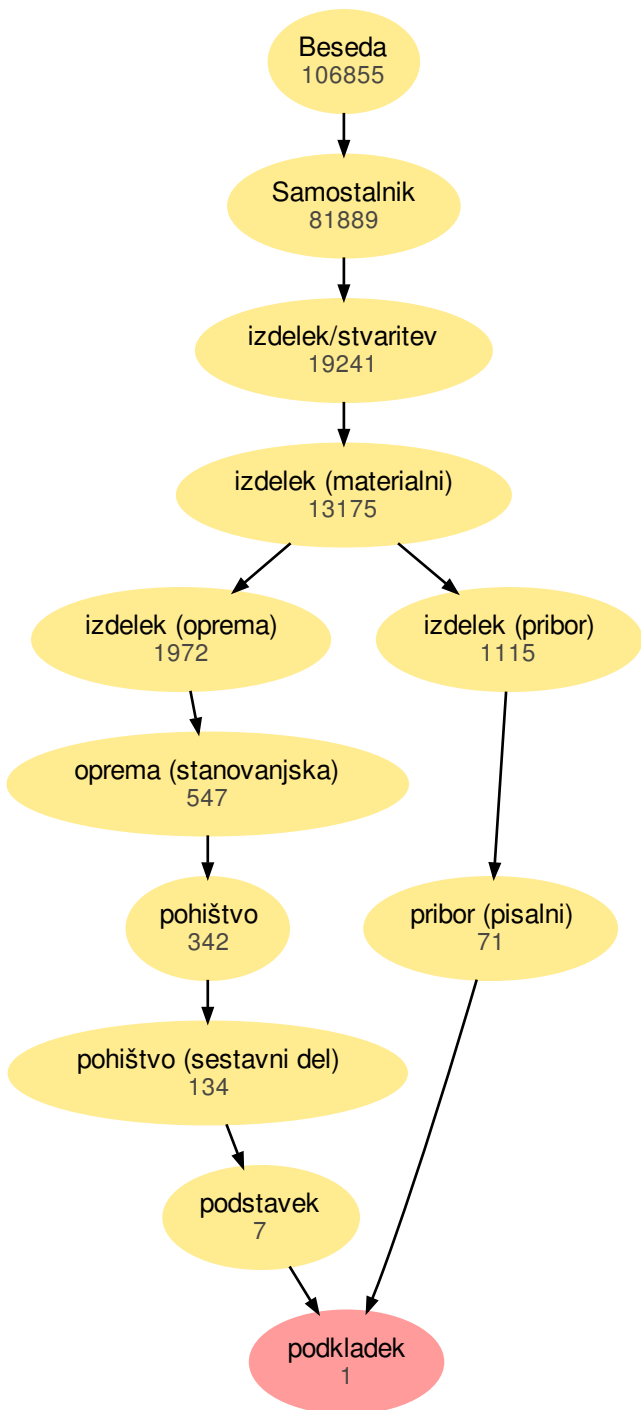 Beseda
106855
Samostalnik
81889
izdelek/stvaritev
19241
izdelek (materialni)
13175
izdelek (oprema)
1972
izdelek (pribor)
1115
oprema (stanovanjska)
547
pohištvo
342
pribor (pisalni)
71
pohištvo (sestavni del)
134
podstavek
7
podkladek
1